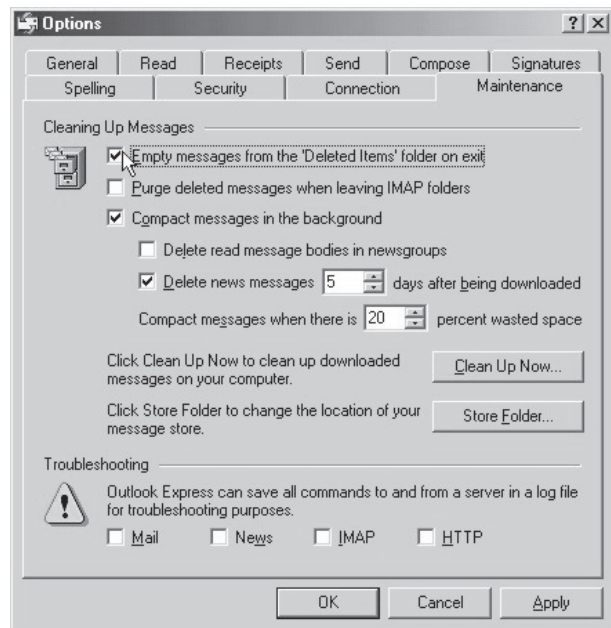 Options
General Read Receipts Send Compose Signatures
Spelling Security Connection Maintenance
Cleaning Up Messages
Empty messages from the 'Deleted Items' folder on exit
Purge deleted messages when leaving IMAP folders
Compact messages in the background
Delete read message bodies in newsgroups
Delete news messages 5 days after being downloaded
Compact messages when there is 20 percent wasted space
Click Clean Up Now to clean up downloaded
messages on your computer.
Clean Up Now...
Click Store Folder to change the location of your
message store.
Store Folder...
Troubleshooting
Outlook Express can save all commands to and from a server in a log file
for troubleshooting purposes.
Mail News IMAP HTTP
OK Cancel Apply